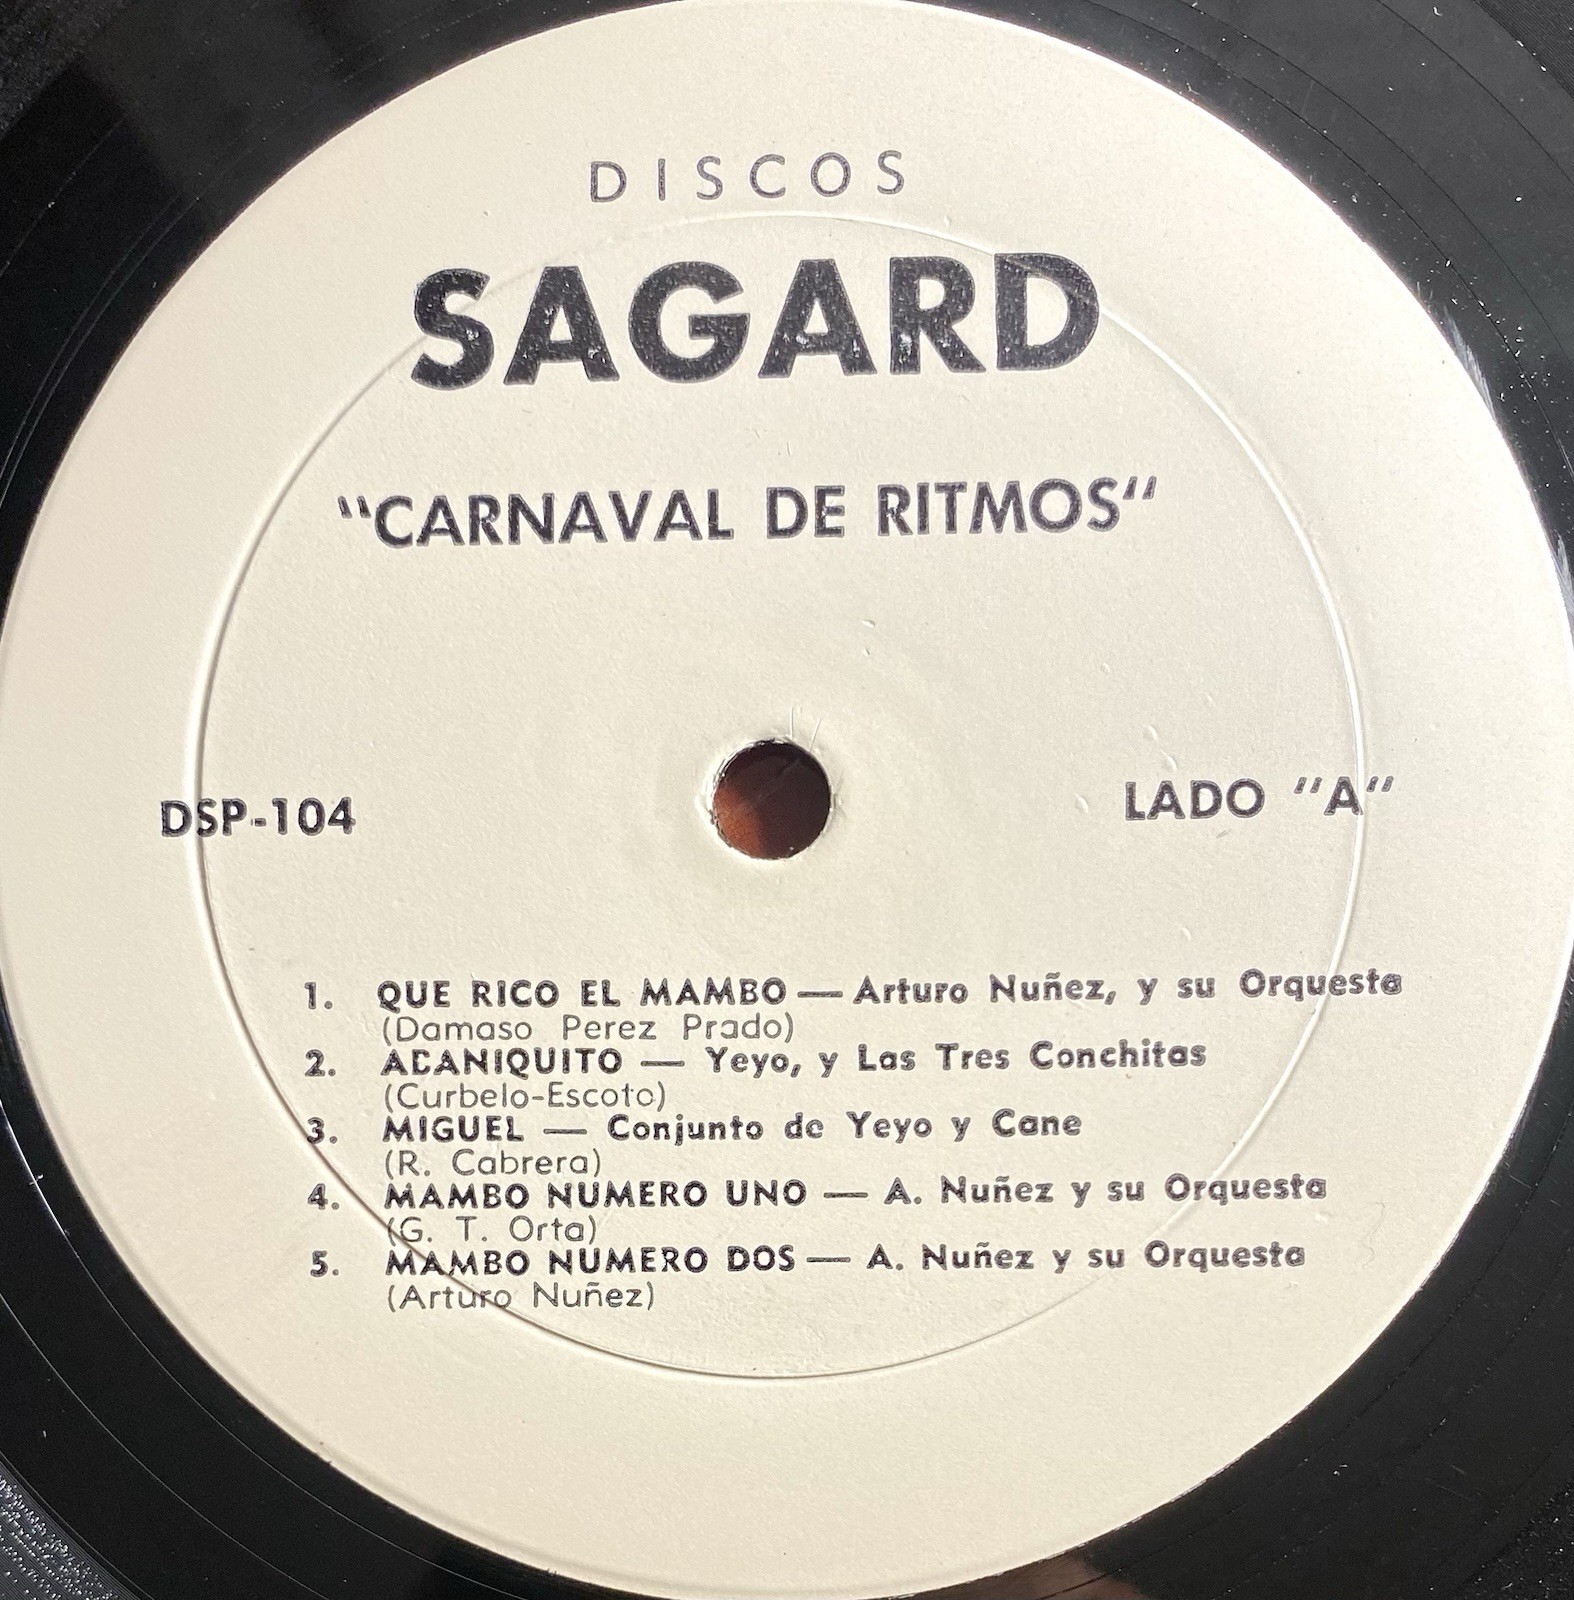 DISCOS
SAGARD
"CARNAVAL DE RITMOS"
DSP-104
LADO "A"
1. QUE RICO EL MAMBO — Arturo Nuñez, y su Orquesta
(Damaso Perez Prado)
2. ACANIQUITO — Yeyo, y Las Tres Conchitas
(Curbelo-Escoto)
3. MIGUEL — Conjunto de Yeyo y Cane
(R. Cabrera)
4. MAMBO NUMERO UNO — A. Nuñez y su Orquesta
(G. T. Orta)
5. MAMBO NUMERO DOS — A. Nuñez y su Orquesta
(Arturo Nuñez)